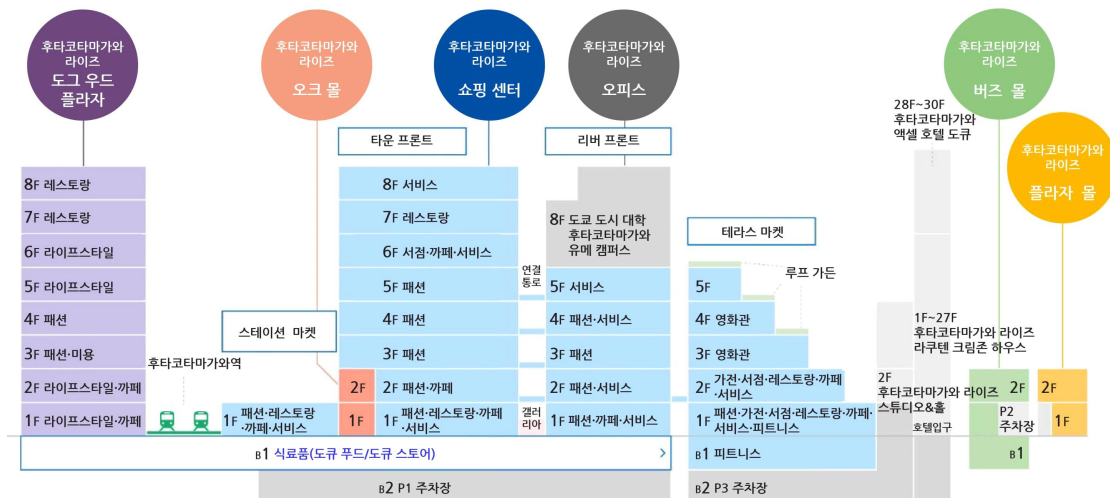 후타코타마가와
라이즈
도그 우드
플라자
후타코타마가와
라이즈
오크 몰
후타코타마가와
라이즈
쇼핑 센터
후타코타마가와
라이즈
오피스
후타코타마가와
라이즈
버즈 몰
후타코타마가와
라이즈
플라자 몰
28F~30F
후타코타마가와
액셀 호텔 도큐
타운 프론트
리버 프론트
테라스 마켓
스테이션 마켓
8F 레스토랑
7F 레스토랑
6F 라이프스타일
5F 라이프스타일
4F 패션
3F 패션·미용
2F 라이프스타일·까페
1F 라이프스타일·까페
후타코타마가와역
1F 패션·레스토랑
·까페·서비스
2F
1F
8F 서비스
7F 레스토랑
6F 서점·까페·서비스
5F 패션
4F 패션
3F 패션
2F 패션·까페
1F 패션·레스토랑·까페
·서비스
연결
통로
갤러
리아
8F 도쿄 도시 대학
후타코타마가와
유메 캠퍼스
5F 서비스
4F 패션·서비스
3F 패션
2F 패션·서비스
1F 패션·까페·서비스
루프 가든
5F
4F 영화관
3F 영화관
2F 가전·서점·레스토랑·까페
·서비스
1F 패션·가전·서점·레스토랑·까페·
서비스·피트니스
B1 피트니스
1F~27F
후타코타마가와 라이즈
라쿠텐 크림존 하우스
2F
후타코타마가와 라이즈
스튜디오&홀
호텔입구
2F
P2
주차장
B1
2F
1F
B1 식료품(도큐 푸드/도큐 스토어)
B2 P1 주차장
B2 P3 주차장